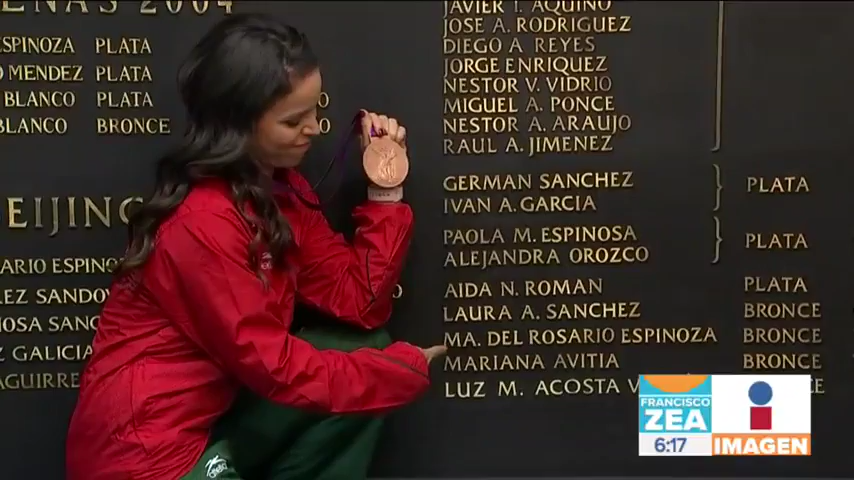 ENAS 2004
ESPINOZA PLATA
MENDEZ PLATA
BLANCO PLATA
BLANCO BRONCE
EIJING
ARIO ESPINOS
EZ SANDOV
OSA SANC
GALICIA
AGUIRRE
JAVIER I. AQUINO
JOSE A. RODRIGUEZ
DIEGO A. REYES
JORGE ENRIQUEZ
NESTOR V. VIDRIO
MIGUEL A. PONCE
NESTOR A. ARAUJO
RAUL A. JIMENEZ
GERMAN SANCHEZ
IVAN A. GARCIA PLATA
PAOLA M. ESPINOSA
ALEJANDRA OROZCO PLATA
AIDA N. ROMAN PLATA
LAURA A. SANCHEZ BRONCE
MA. DEL ROSARIO ESPINOZA BRONCE
MARIANA AVITIA BRONCE
LUZ M. ACOSTA
FRANCISCO
ZEA
6:17
i
IMAGEN